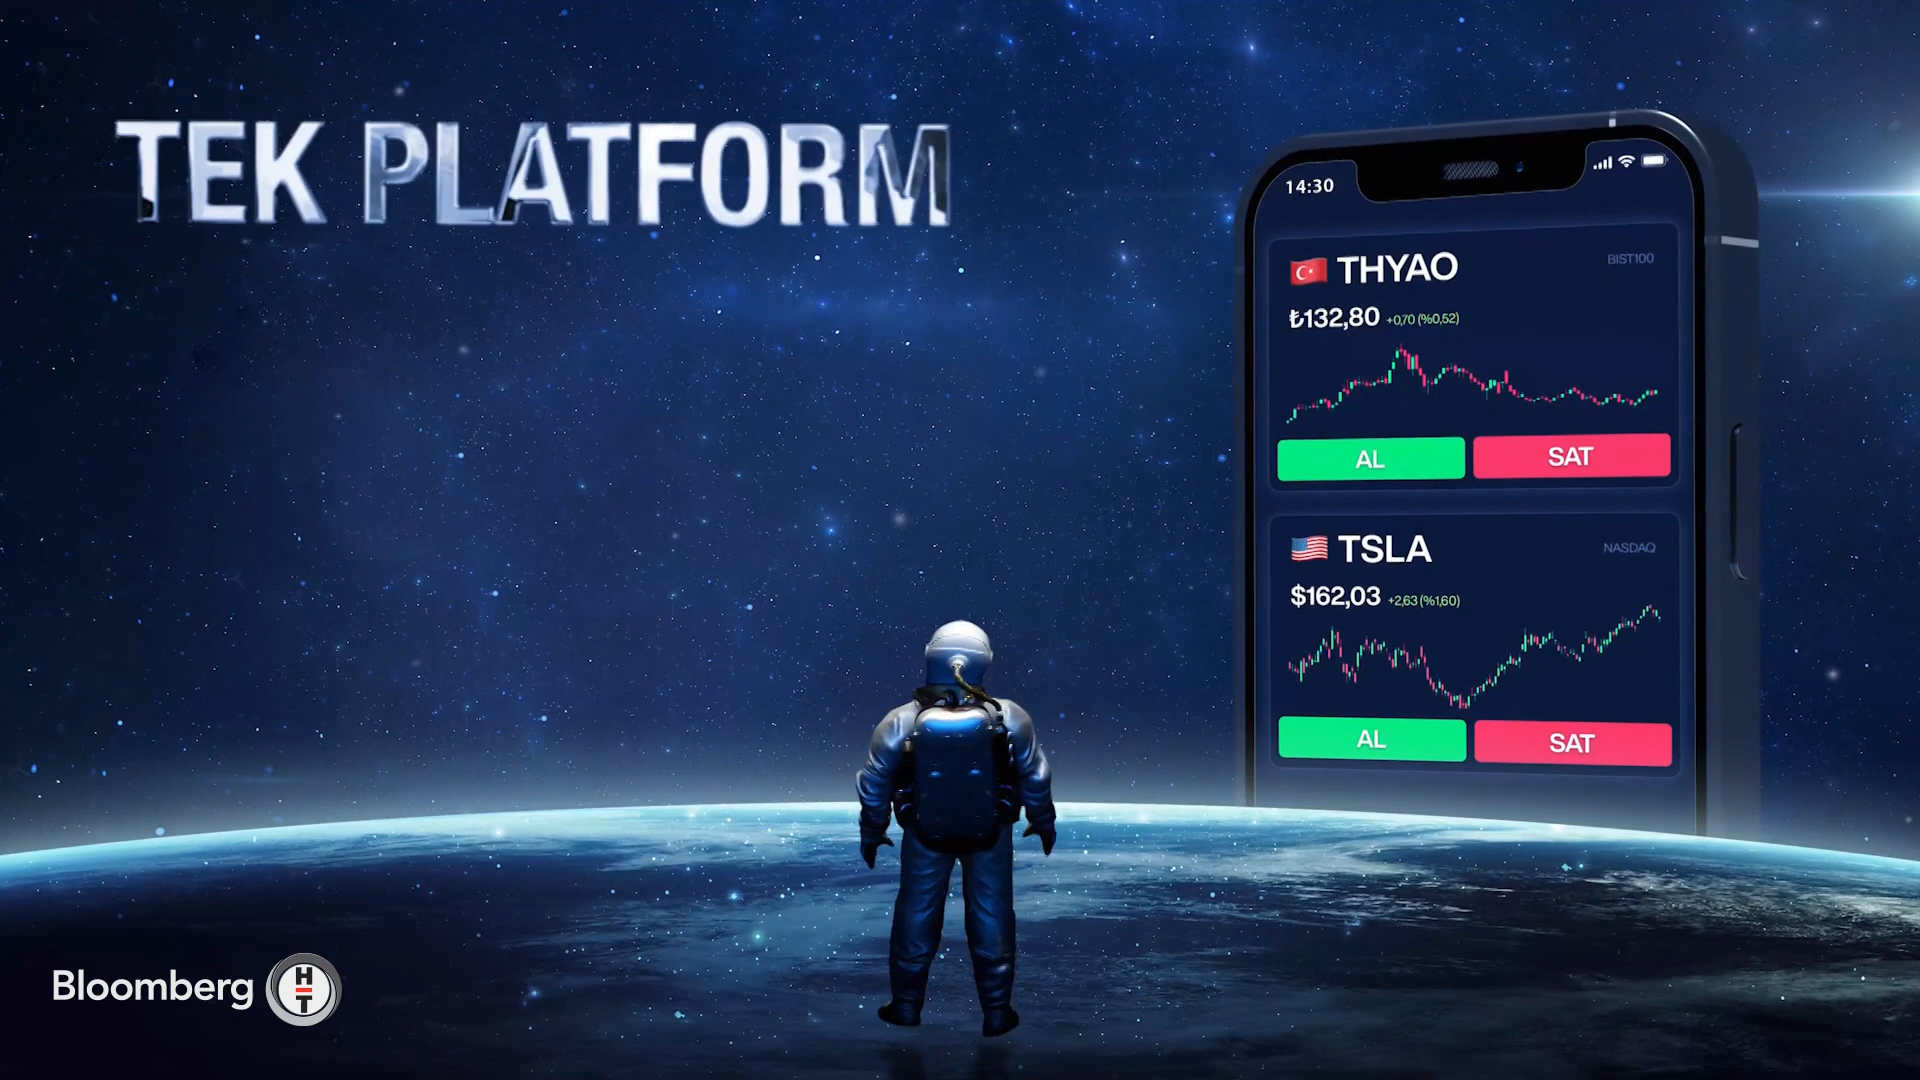 TEK PLATFORM
14:30
THYAO
BIST100
₺132,80 +0,70 (%0,52)
AL
SAT
TSLA
NASDAQ
$162,03 +2,63 (%1,60)
AL
SAT
Bloomberg HT